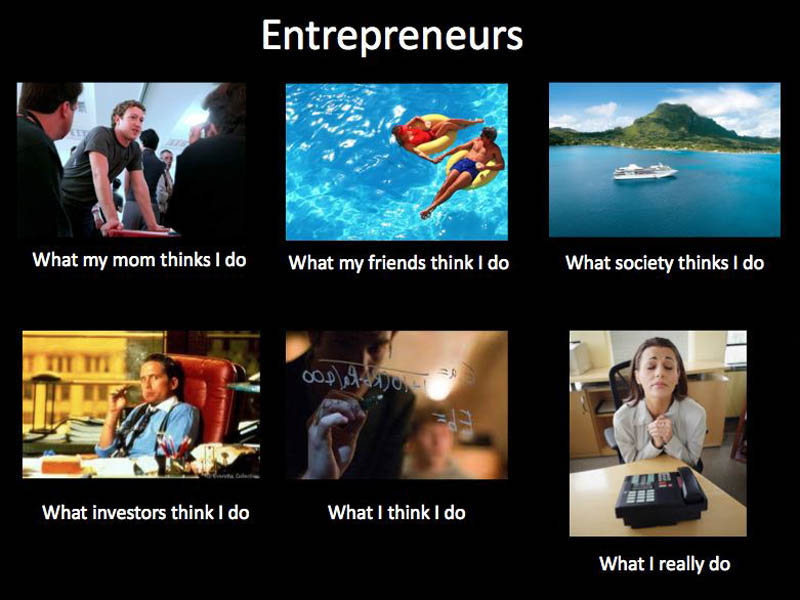 Entrepreneurs
What my mom thinks I do
What my friends think I do
What society thinks I do
What investors think I do
What I think I do
What I really do